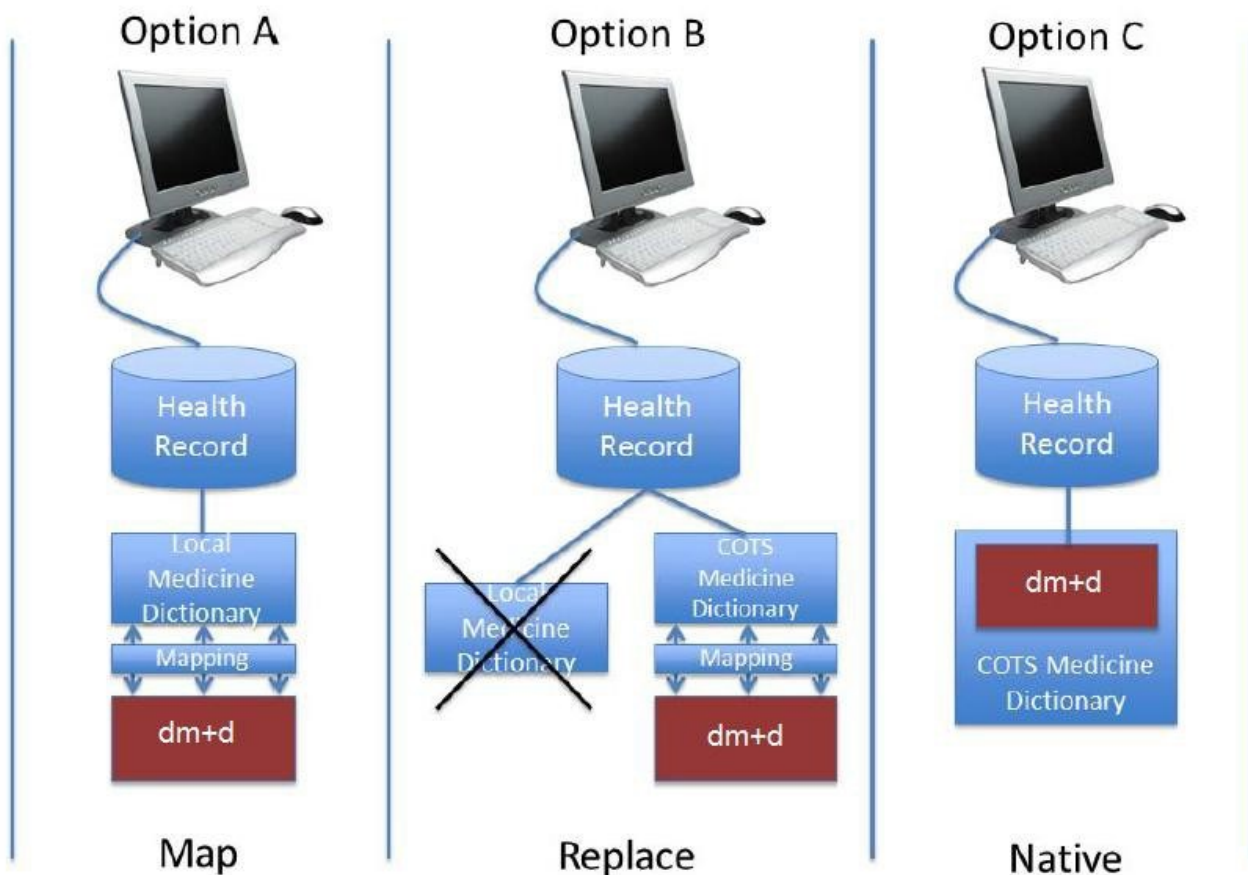 Option A
Health
Record
Local
Medicine
Dictionary
Mapping
dm+d
Map
Option B
Health
Record
Local
Medicine
Dictionary
COTS
Medicine
Dictionary
Mapping
dm+d
Replace
Option C
Health
Record
dm+d
COTS Medicine
Dictionary
Native